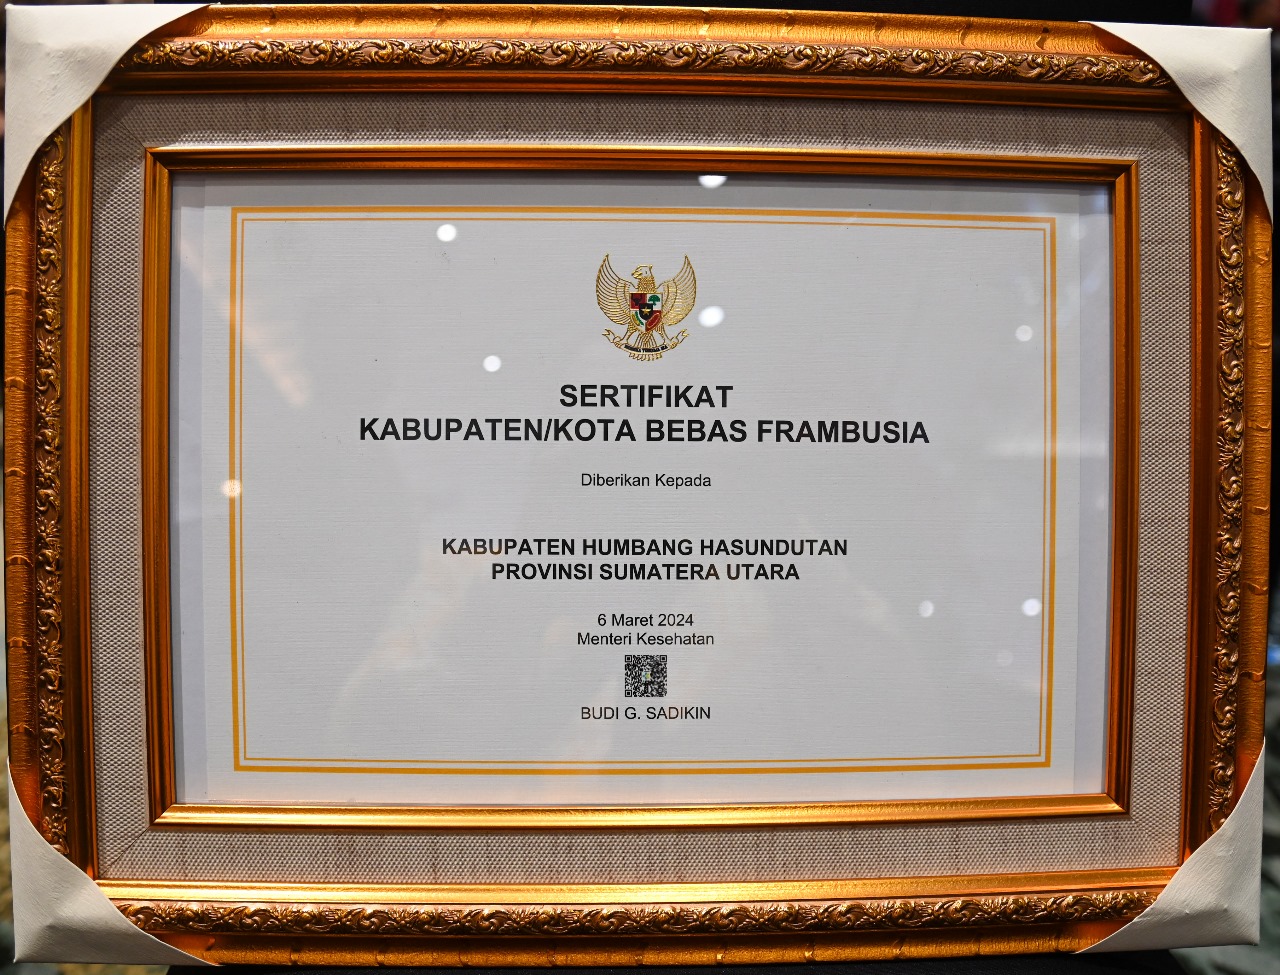 SERTIFIKAT
KABUPATEN/KOTA BEBAS FRAMBUSIA
Diberikan Kepada
KABUPATEN HUMBANG HASUNDUTAN
PROVINSI SUMATERA UTARA
6 Maret 2024
Menteri Kesehatan
BUDI G. SADIKIN